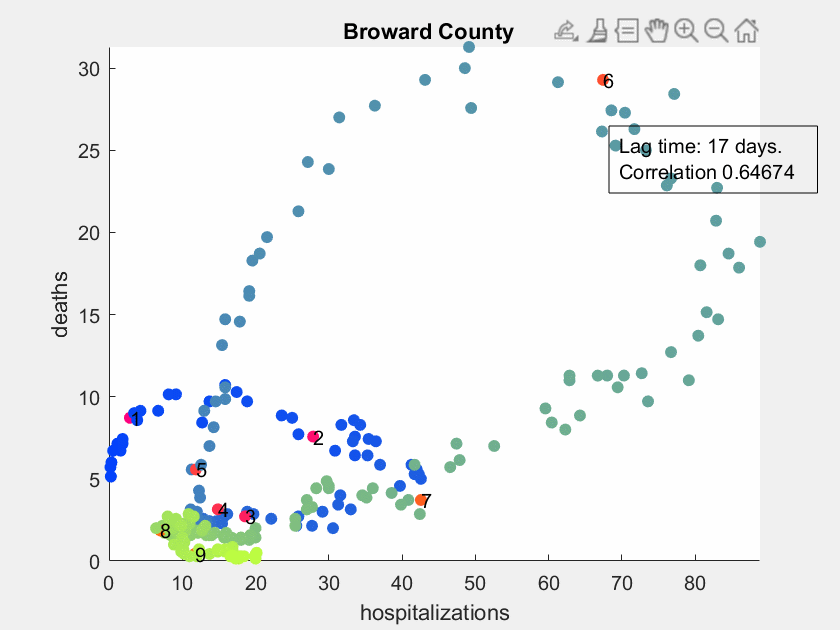 Broward County
30
25
20
15
10
5
0
deaths
0 10 20 30 40 50 60 70 80
hospitalizations
Lag time: 17 days.
Correlation 0.64674
6
1
2
5
7
4
3
8
9